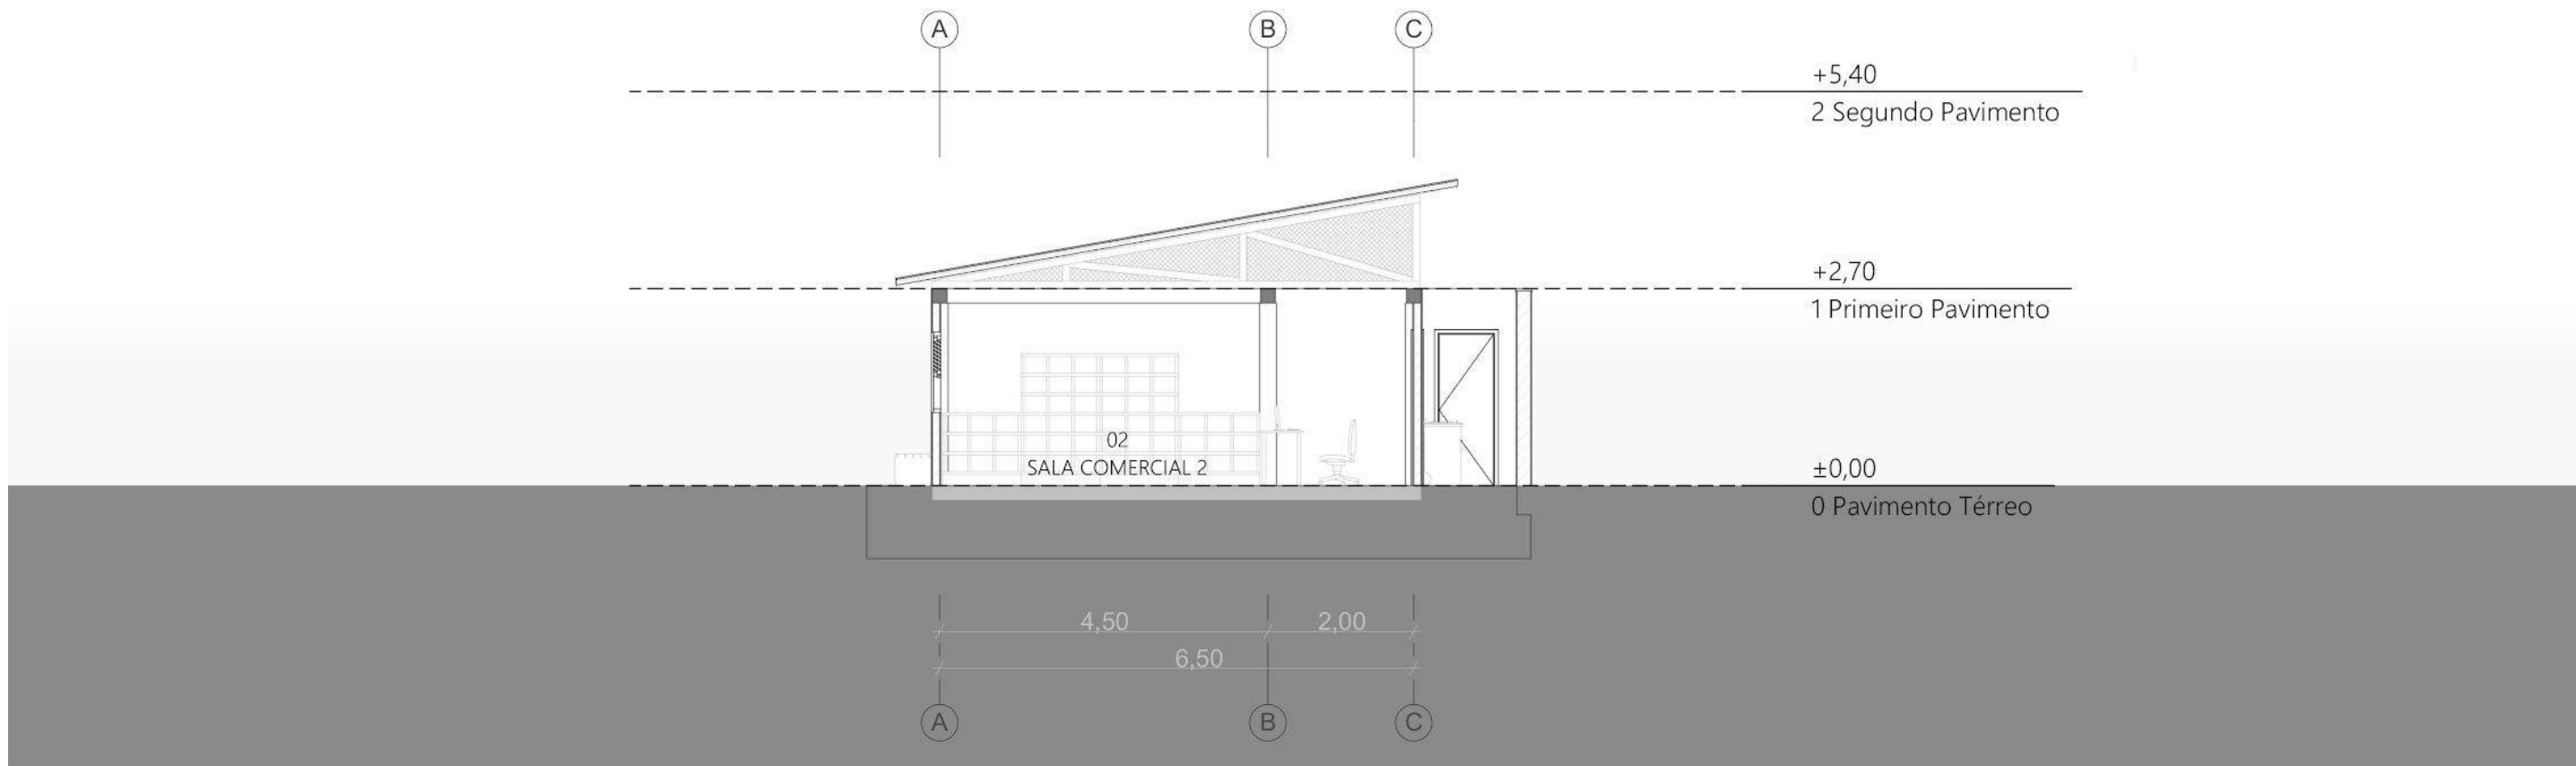 A B C
+5,40
2 Segundo Pavimento
+2,70
1 Primeiro Pavimento
02
SALA COMERCIAL 2
±0,00
0 Pavimento Térreo
4,50 2,00
6,50
A B C